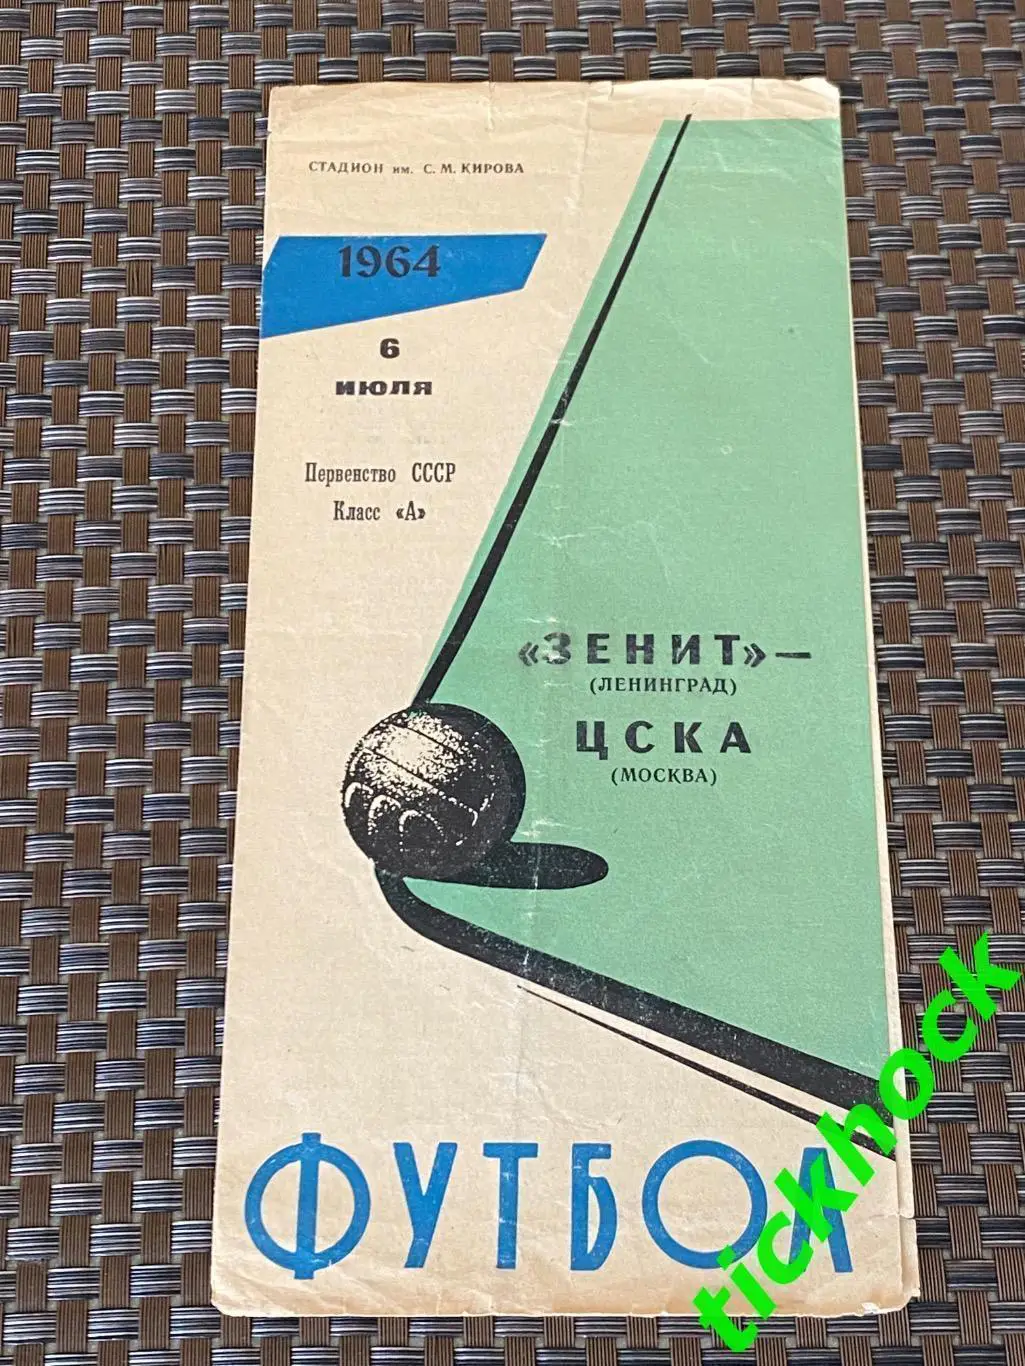 СТАДИОН им. С. М. КИРОВА
1964
6
ИЮЛЯ
Первенство СССР
Класс «А»
«ЗЕНИТ» —
(ЛЕНИНГРАД)
ЦСКА
(МОСКВА)
ФУТБОЛ
tickhock